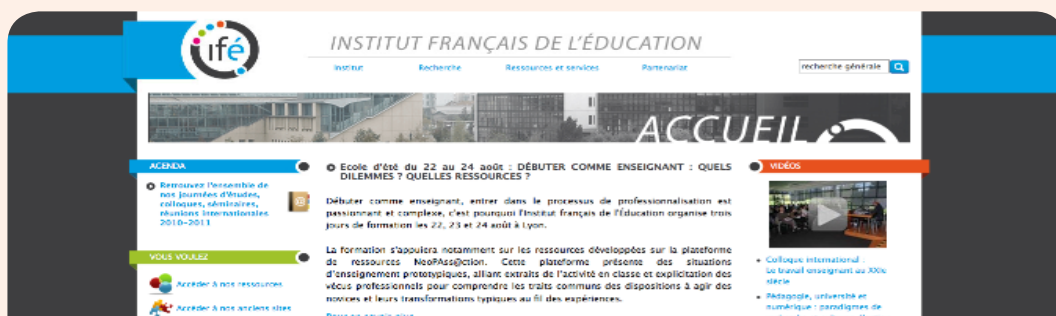 ifé
INSTITUT FRANÇAIS DE L'ÉDUCATION
Institut Recherche Ressources et services Partenariat
recherche générale
ACCUEIL
AGENDA
Retrouvez l'ensemble de
nos journées d'études,
colloques, séminaires,
réunions internationales
2010-2011
VOUS VOULEZ
Accéder à nos ressources
Accéder à nos anciens sites
Ecole d'été du 22 au 24 août : DÉBUTER COMME ENSEIGNANT : QUELS
DILEMMES ? QUELLES RESSOURCES ?
Débuter comme enseignant, entrer dans le processus de professionnalisation est
passionnant et complexe, c'est pourquoi l'Institut français de l'Éducation organise trois
jours de formation les 22, 23 et 24 août à Lyon.
La formation s'appuiera notamment sur les ressources développées sur la plateforme
de ressources NéoPAss@ction. Cette plateforme présente des situations
d'enseignement prototypiques, alliant extraits de l'activité en classe et explicitation des
vécus professionnels pour comprendre les traits communs des dispositions à agir des
novices et leurs transformations typiques au fil des expériences.
VIDÉOS
Colloque international :
Le travail enseignant au XXIe
siècle
Pédagogie, université et
numérique : paradigmes de